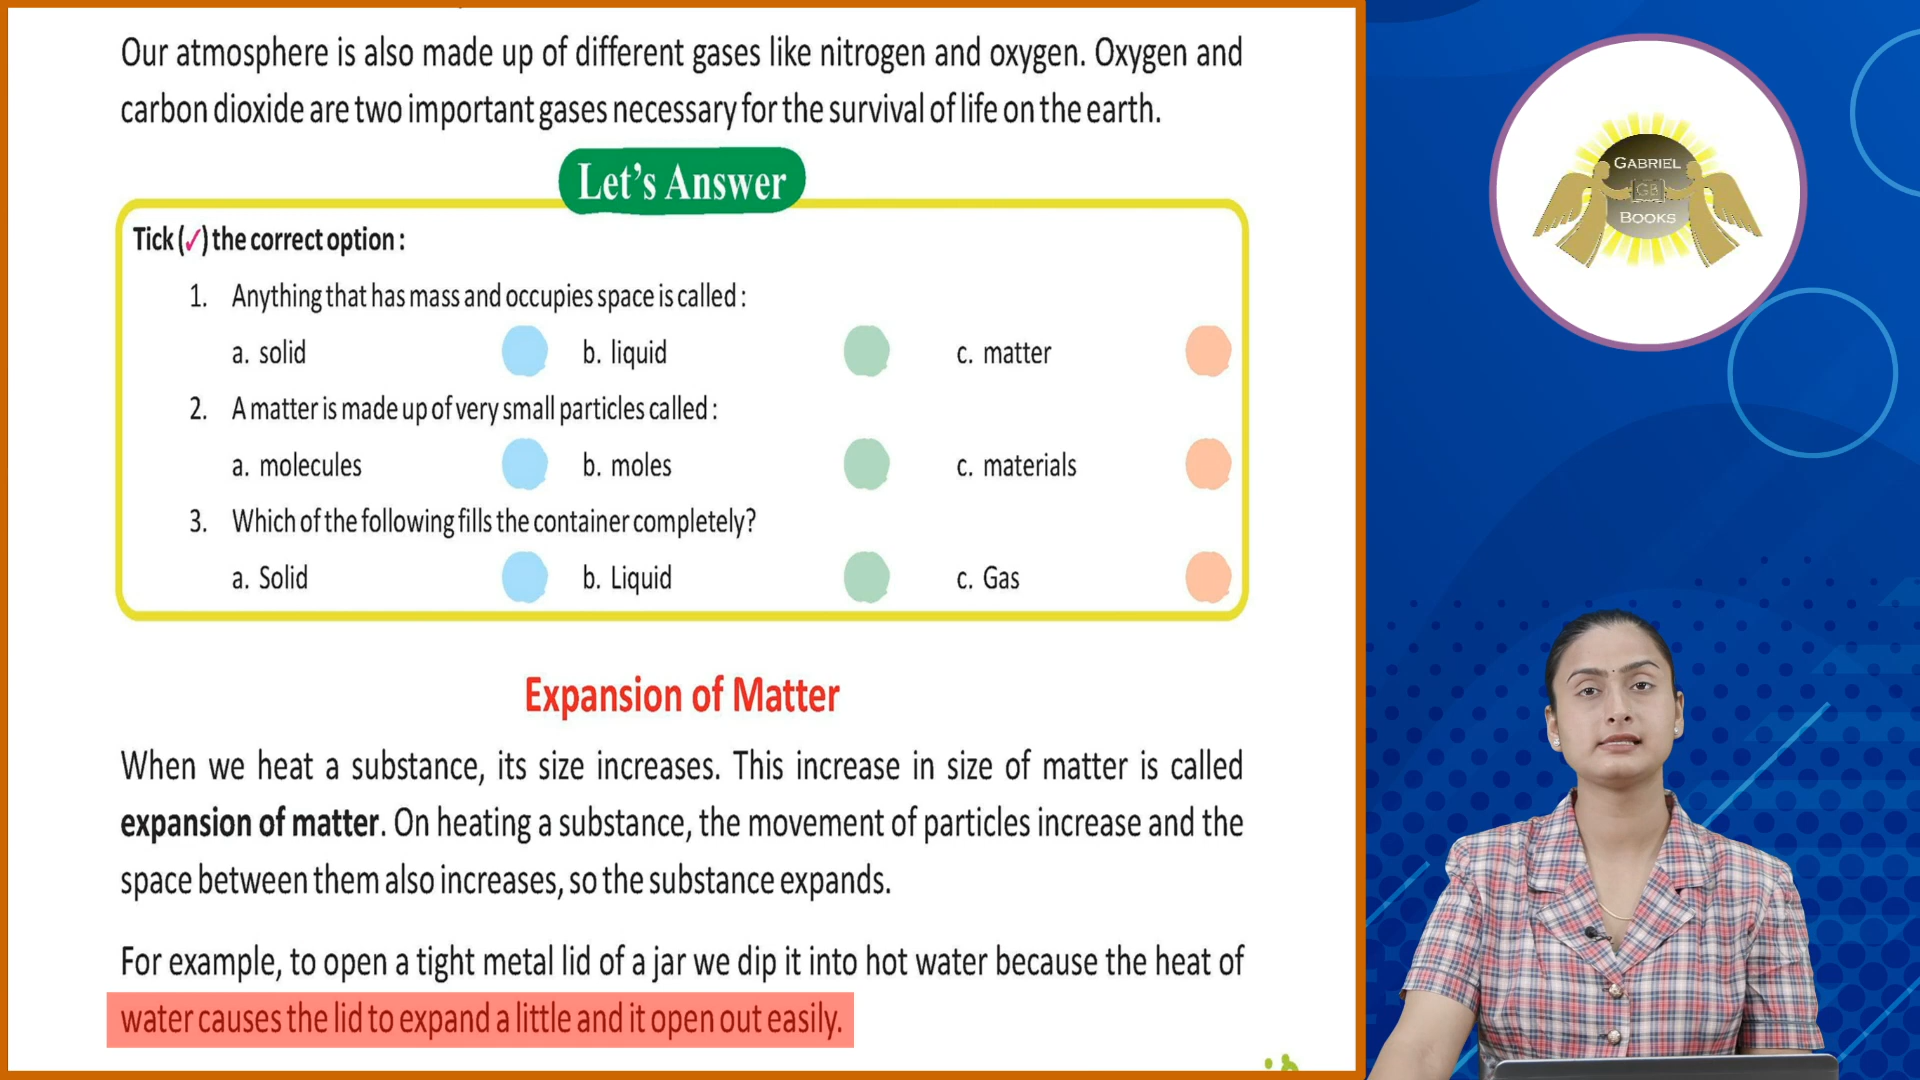 Our atmosphere is also made up of different gases like nitrogen and oxygen. Oxygen and
carbon dioxide are two important gases necessary for the survival of life on the earth.
Let's Answer
Tick (✓) the correct option :
1. Anything that has mass and occupies space is called :
a. solid b. liquid c. matter
2. A matter is made up of very small particles called :
a. molecules b. moles c. materials
3. Which of the following fills the container completely?
a. Solid b. Liquid c. Gas
Expansion of Matter
When we heat a substance, its size increases. This increase in size of matter is called
expansion of matter. On heating a substance, the movement of particles increase and the
space between them also increases, so the substance expands.
For example, to open a tight metal lid of a jar we dip it into hot water because the heat of
water causes the lid to expand a little and it open out easily.
GABRIEL
GB
BOOKS